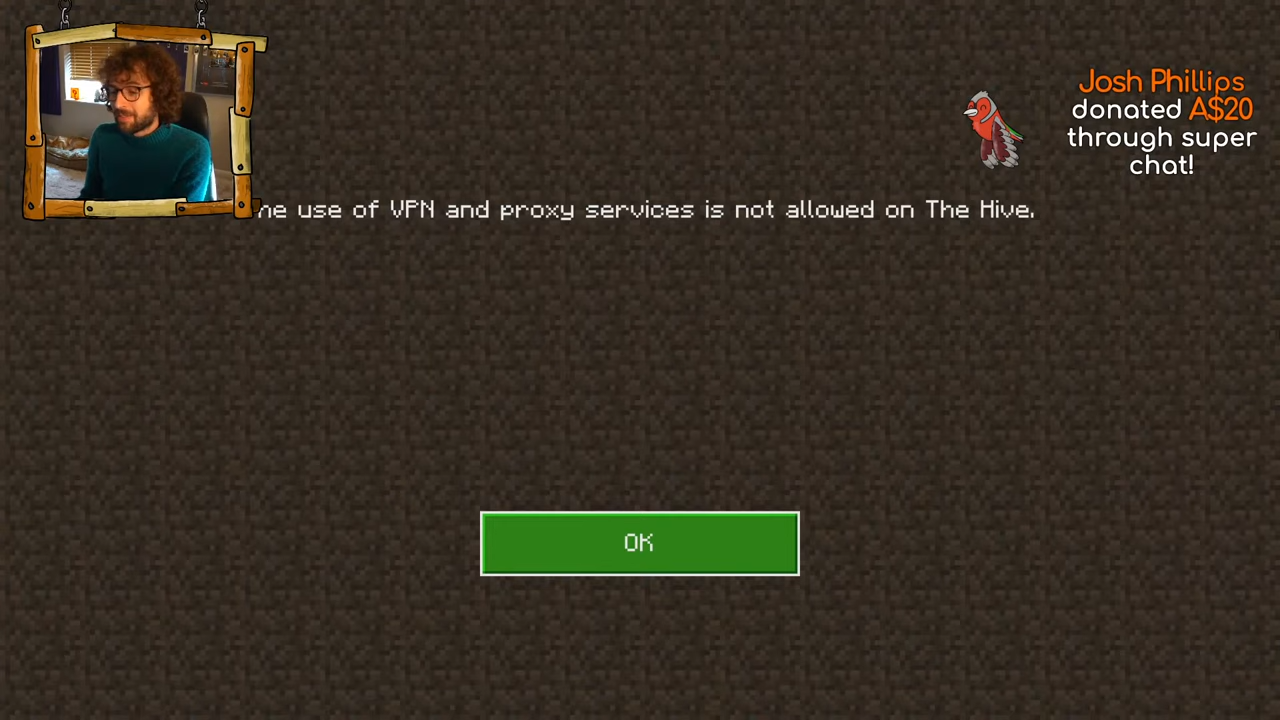 Josh Phillips
donated A$20
through super
chat!
use of VPN and proxy services is not allowed on The Hive.
OK